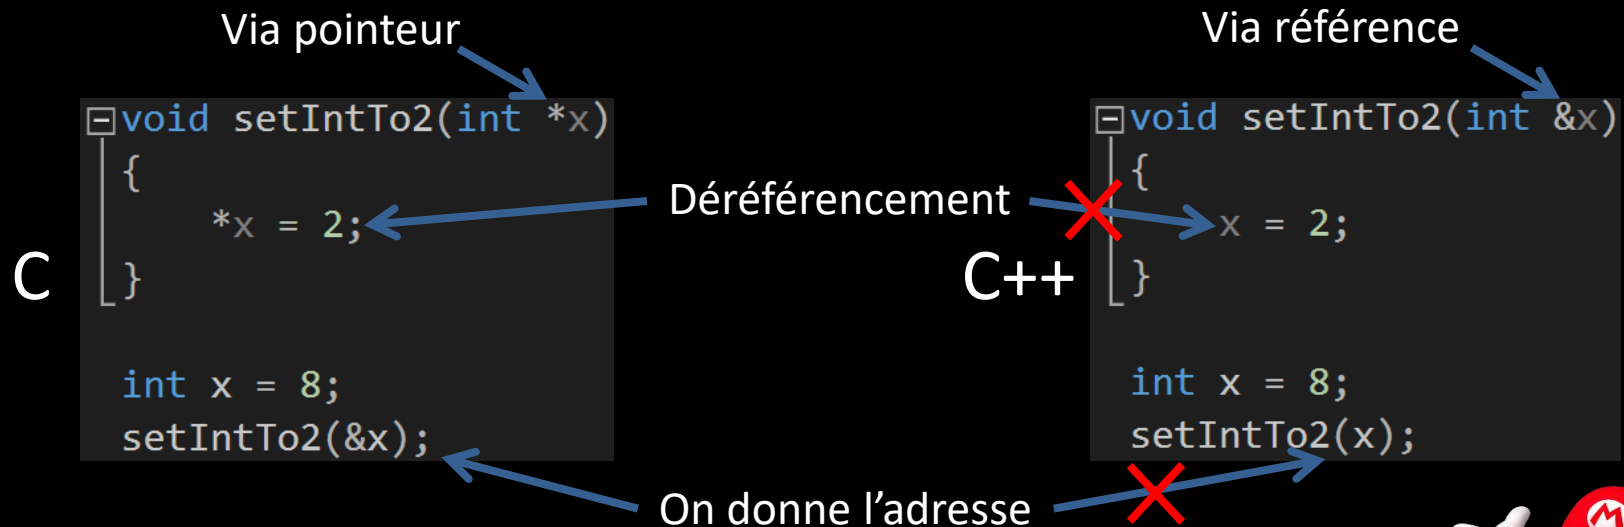 Via pointeur
void setIntTo2(int *x)
{
*x = 2;
}
int x = 8;
setIntTo2(&x);
C
Déréférencement
On donne l’adresse
Via référence
void setIntTo2(int &x)
{
x = 2;
}
int x = 8;
setIntTo2(x);
C++
M